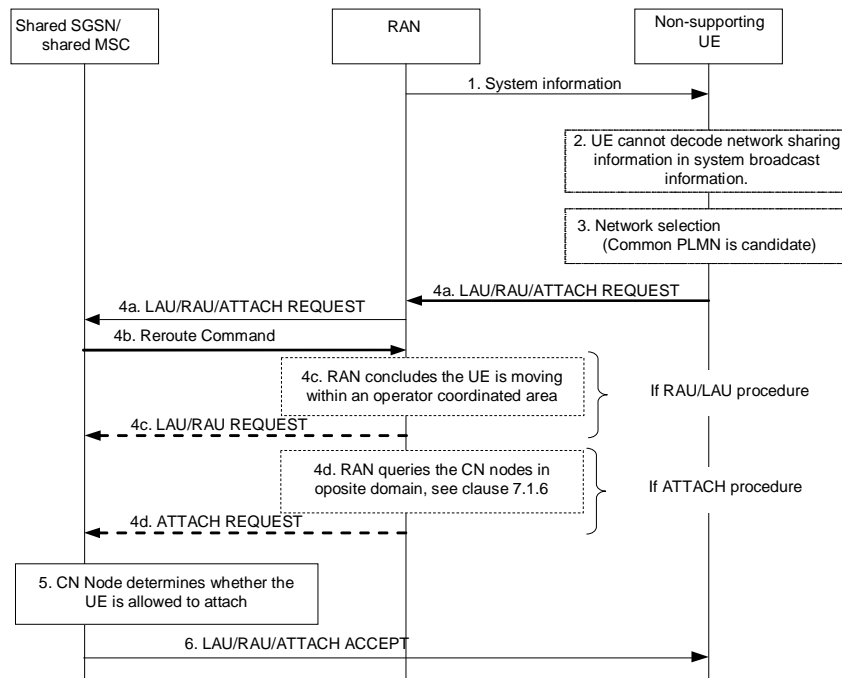 Shared SGSN/
shared MSC
RAN
Non-supporting
UE
1. System information
2. UE cannot decode network sharing
information in system broadcast
information.
3. Network selection
(Common PLMN is candidate)
4a. LAU/RAU/ATTACH REQUEST
4a. LAU/RAU/ATTACH REQUEST
4b. Reroute Command
4c. RAN concludes the UE is moving
within an operator coordinated area
If RAU/LAU procedure
4c. LAU/RAU REQUEST
4d. RAN queries the CN nodes in
oposite domain, see clause 7.1.6
If ATTACH procedure
4d. ATTACH REQUEST
5. CN Node determines whether the
UE is allowed to attach
6. LAU/RAU/ATTACH ACCEPT